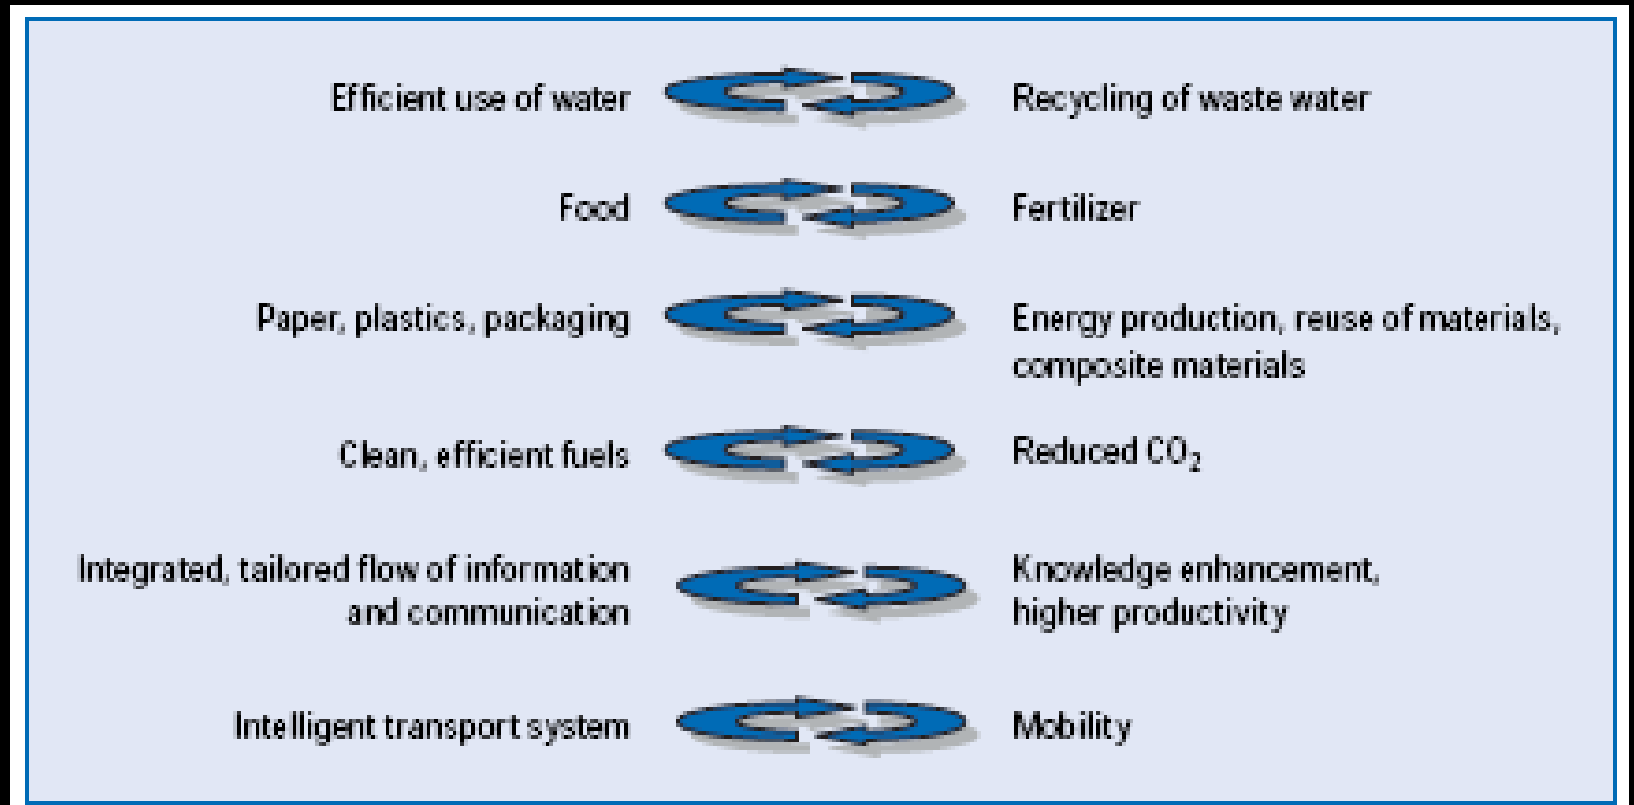 Efficient use of water
Recycling of waste water
Food
Fertilizer
Paper, plastics, packaging
Energy production, reuse of materials,
composite materials
Clean, efficient fuels
Reduced CO₂
Integrated, tailored flow of information
and communication
Knowledge enhancement,
higher productivity
Intelligent transport system
Mobility